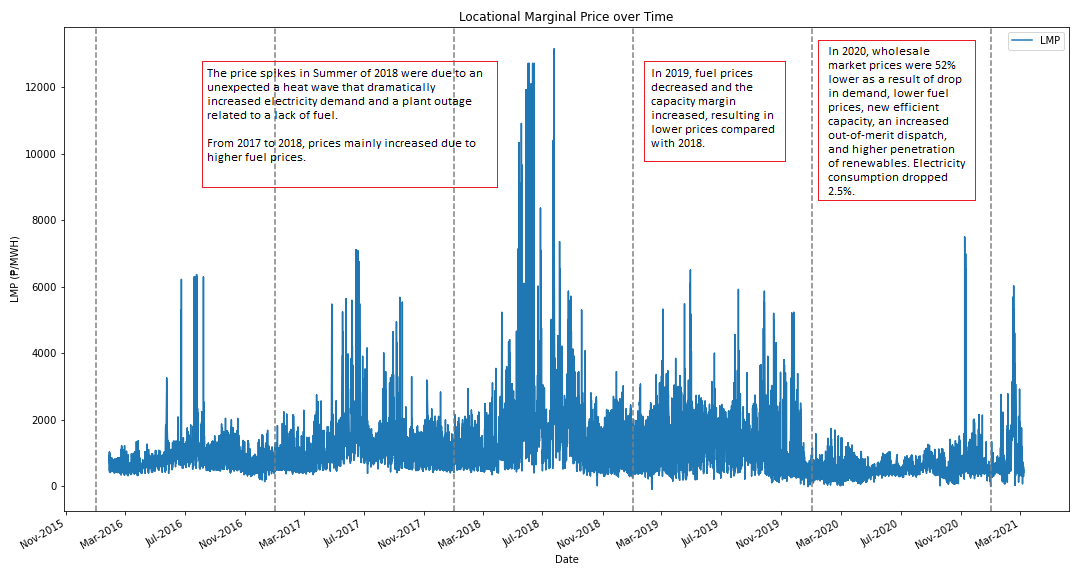 Locational Marginal Price over Time
LMP
The price spikes in Summer of 2018 were due to an
unexpected a heat wave that dramatically
increased electricity demand and a plant outage
related to a lack of fuel.
From 2017 to 2018, prices mainly increased due to
higher fuel prices.
In 2019, fuel prices
decreased and the
capacity margin
increased, resulting in
lower prices compared
with 2018.
In 2020, wholesale
market prices were 52%
lower as a result of drop
in demand, lower fuel
prices, new efficient
capacity, an increased
out-of-merit dispatch,
and higher penetration
of renewables. Electricity
consumption dropped
2.5%.
LMP (₱/MWH)
12000
10000
8000
6000
4000
2000
0
Nov-2015
Mar-2016
Jul-2016
Nov-2016
Mar-2017
Jul-2017
Nov-2017
Mar-2018
Jul-2018
Nov-2018
Mar-2019
Jul-2019
Nov-2019
Mar-2020
Jul-2020
Nov-2020
Mar-2021
Date